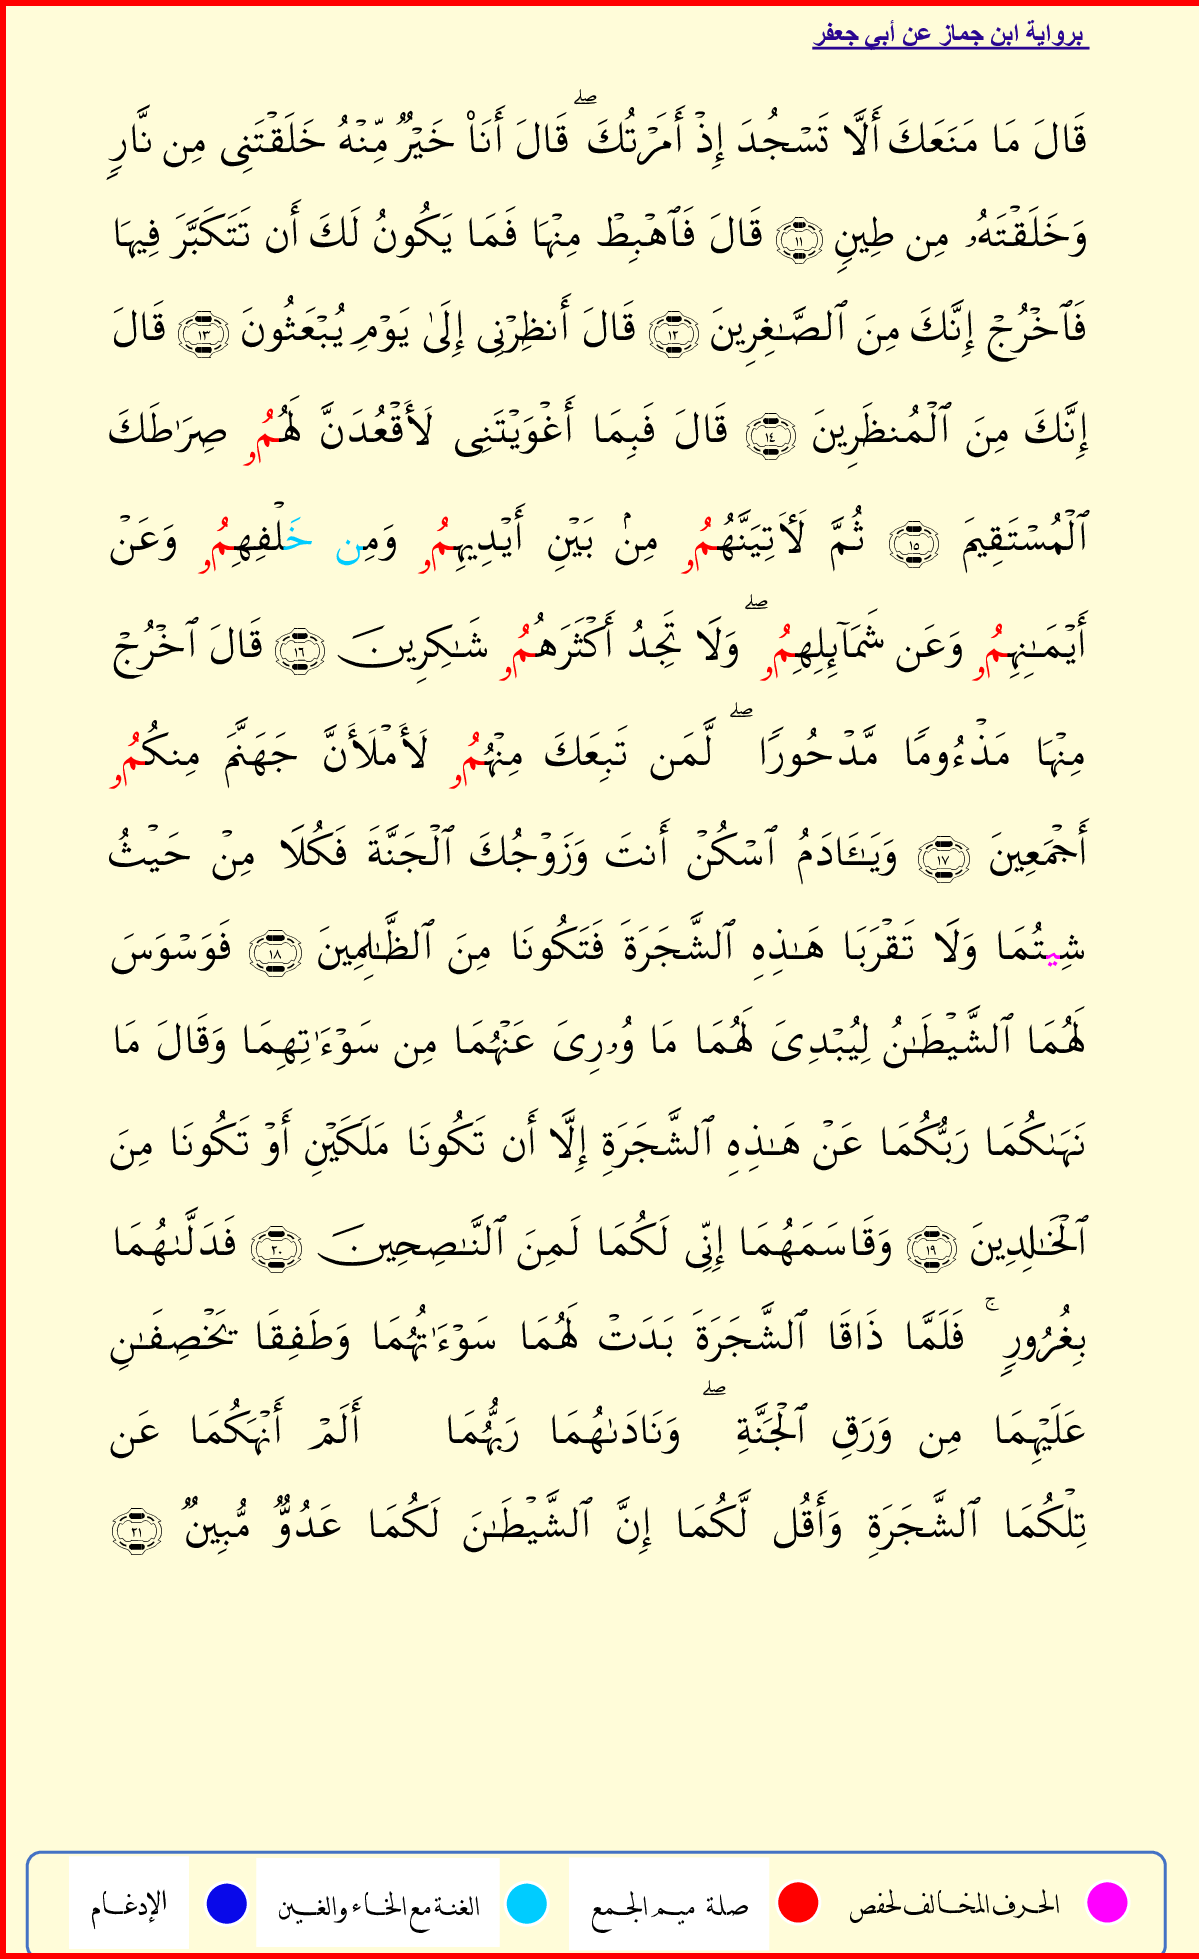 برواية ابن جماز عن أبي جعفر
قَالَ مَا مَنَعَكَ أَلَّا تَسۡجُدَ إِذۡ أَمَرۡتُكَۖ قَالَ أَنَا۠ خَيۡرٞ مِّنۡهُ خَلَقۡتَنِى مِن نَّارٖ
وَخَلَقۡتَهُۥ مِن طِينٖ ١١ قَالَ فَٱهۡبِطۡ مِنۡهَا فَمَا يَكُونُ لَكَ أَن تَتَكَبَّرَ فِيهَا
فَٱخۡرُجۡ إِنَّكَ مِنَ ٱلصَّـٰغِرِينَ ١٢ قَالَ أَنظِرۡنِى إِلَىٰ يَوۡمِ يُبۡعَثُونَ ١٣ قَالَ
إِنَّكَ مِنَ ٱلۡمُنظَرِينَ ١٤ قَالَ فَبِمَا أَغۡوَيۡتَنِى لَأَقۡعُدَنَّ لَهُمُۥ صِرَٰطَكَ
ٱلۡمُسۡتَقِيمَ ١٥ ثُمَّ لَأٓتِيَنَّهُمُۥ مِنۢ بَيۡنِ أَيۡدِيهِمُۥ وَمِن خَلۡفِهِمُۥ وَعَنۡ
أَيۡمَـٰنِهِمُۥ وَعَن شَمَآئِلِهِمُۥۖ وَلَا تَجِدُ أَكۡثَرَهُمُۥ شَـٰكِرِينَ ١٦ قَالَ ٱخۡرُجۡ
مِنۡهَا مَذۡءُومٗا مَّدۡحُورٗاۖ لَّمَن تَبِعَكَ مِنۡهُمُۥ لَأَمۡلَأَنَّ جَهَنَّمَ مِنكُمُۥ
أَجۡمَعِينَ ١٧ وَيَـٰٓـَٔادَمُ ٱسۡكُنۡ أَنتَ وَزَوۡجُكَ ٱلۡجَنَّةَ فَكُلَا مِنۡ حَيۡثُ
شِيتُمَا وَلَا تَقۡرَبَا هَـٰذِهِ ٱلشَّجَرَةَ فَتَكُونَا مِنَ ٱلظَّـٰلِمِينَ ١٨ فَوَسۡوَسَ
لَهُمَا ٱلشَّيۡطَـٰنُ لِيُبۡدِىَ لَهُمَا مَا وُۥرِىَ عَنۡهُمَا مِن سَوۡءَٰتِهِمَا وَقَالَ مَا
نَهَىٰكُمَا رَبُّكُمَا عَنۡ هَـٰذِهِ ٱلشَّجَرَةِ إِلَّا أَن تَكُونَا مَلَكَيۡنِ أَوۡ تَكُونَا مِنَ
ٱلۡخَـٰلِدِينَ ١٩ وَقَاسَمَهُمَا إِنِّى لَكُمَا لَمِنَ ٱلنَّـٰصِحِينَ ٢٠ فَدَلَّىٰهُمَا
بِغُرُورٖۚ فَلَمَّا ذَاقَا ٱلشَّجَرَةَ بَدَتۡ لَهُمَا سَوۡءَٰتُهُمَا وَطَفِقَا يَخۡصِفَـٰنِ
عَلَيۡهِمَا مِن وَرَقِ ٱلۡجَنَّةِۖ وَنَادَىٰهُمَا رَبُّهُمَا أَلَمۡ أَنۡهَكُمَا عَن
تِلۡكُمَا ٱلشَّجَرَةِ وَأَقُل لَّكُمَا إِنَّ ٱلشَّيۡطَـٰنَ لَكُمَا عَدُوّٞ مُّبِينٞ ٢١
الحرف المخالف لحفص صلة ميم الجمع الغنة مع الخاء والغين الإدغام